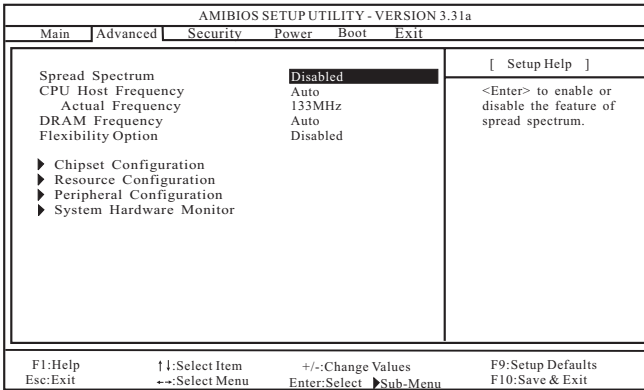 AMIBIOS SETUP UTILITY - VERSION 3.31a
Main Advanced Security Power Boot Exit
[ Setup Help ]
Spread Spectrum Disabled
CPU Host Frequency Auto
Actual Frequency 133MHz
DRAM Frequency Auto
Flexibility Option Disabled
Chipset Configuration
Resource Configuration
Peripheral Configuration
System Hardware Monitor
<Enter> to enable or
disable the feature of
spread spectrum.
F1:Help ↑↓:Select Item +/-:Change Values F9:Setup Defaults
Esc:Exit ←→:Select Menu Enter:Select ▶Sub-Menu F10:Save & Exit